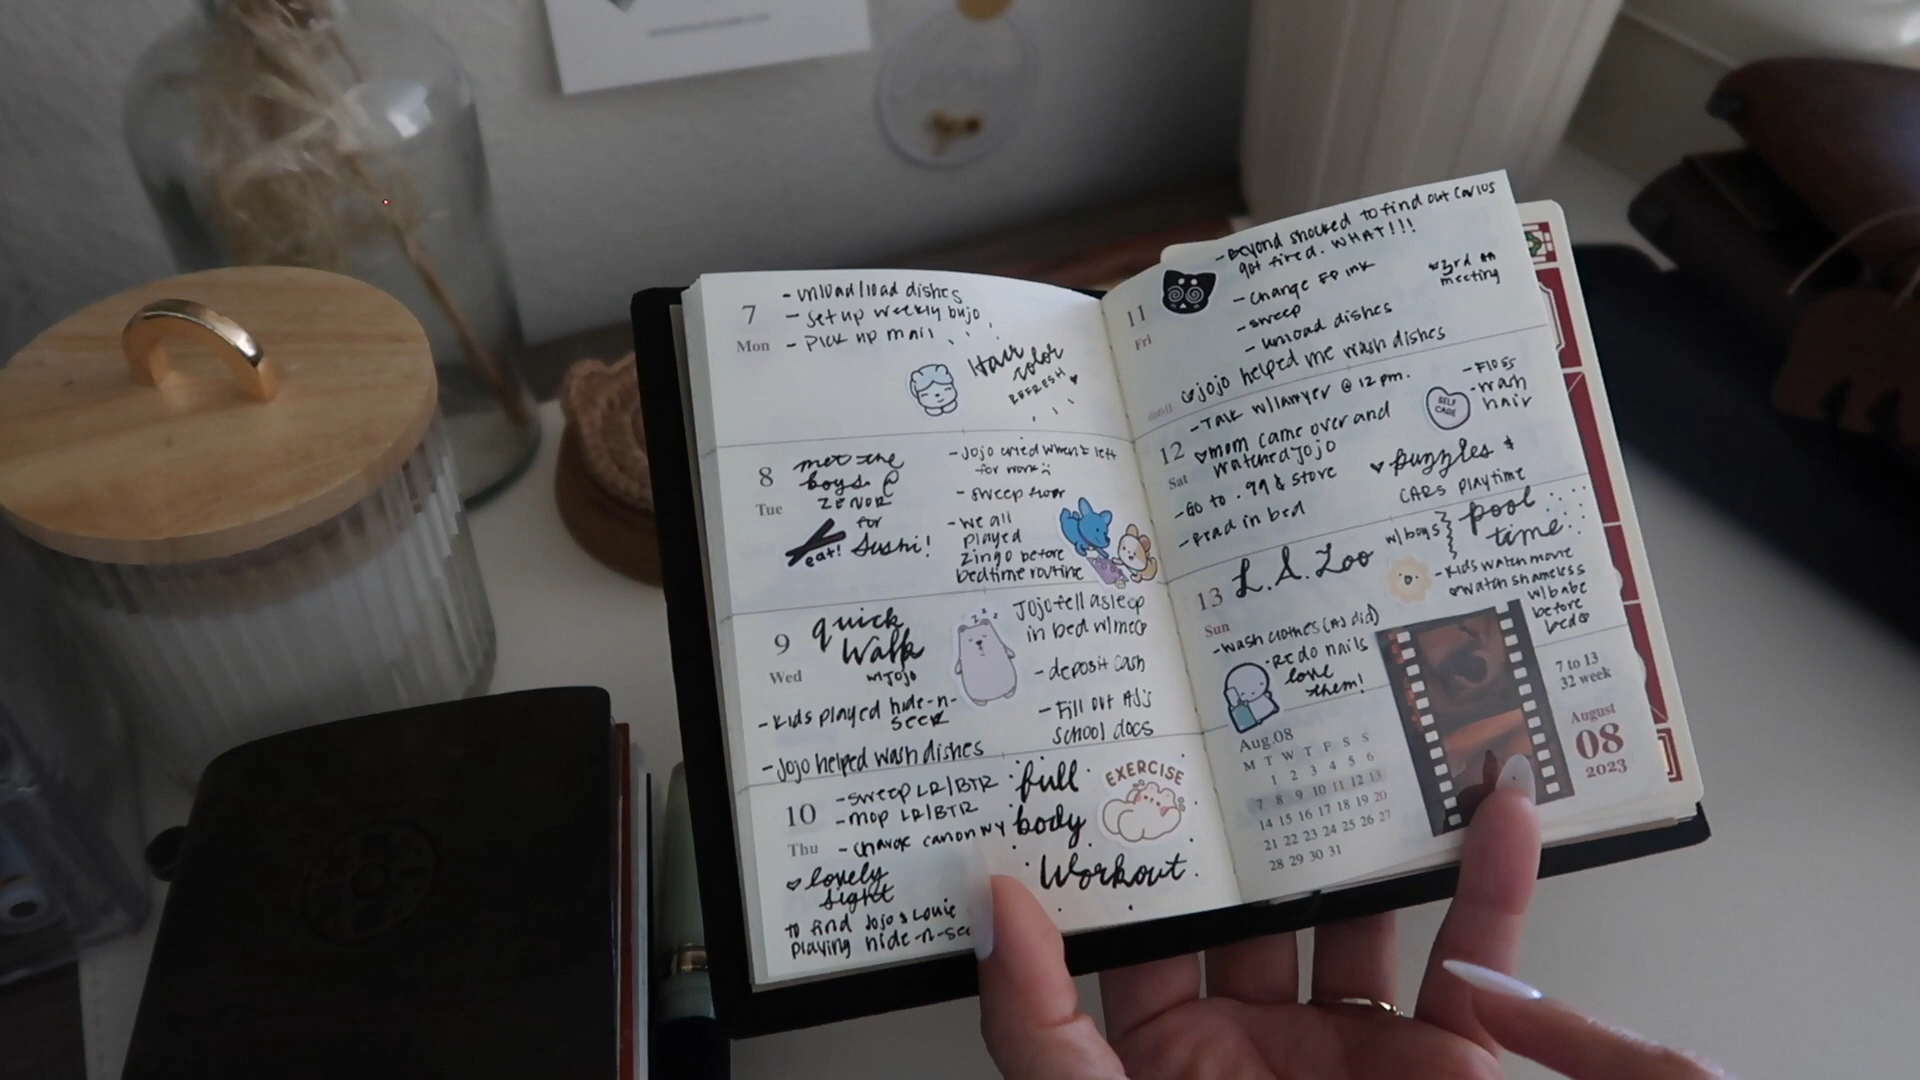 7
Mon
- unload/load dishes
- set up weekly bujo
- pick up mail
Hair
color
REFRESH
8
Tue
met the
boys @
ZENOR
for
eat! Sushi!
- Jojo cried when I left
for work
- sweep floor
- we all
played
Zingo before
bedtime routine
9
Wed
quick
Walk
w/Jojo
- kids played hide-n-
seek
- Jojo helped wash dishes
z z z
Jojo fell asleep
in bed w/me
- deposit cash
- Fill out AJ's
school docs
10
Thu
- sweep LR/BTR
- mop LR/BTR
- charge canon
lovely
sight
to find Jojo & Louie
playing hide-n-se
full
body
Workout.
EXERCISE
11
Fri
- Beyond shocked to find out Carlos
got fired. WHAT!!!
- change FP ink
- sweep
- unload dishes
jojo helped me wash dishes
3rd
meeting
12
Sat
- Talk w/lawyer @ 12 pm.
mom came over and
watched Jojo
- Go to .99¢ store
- Read in bed
SELF
CARE
- Floss
- wash
hair
puzzles &
CARS playtime
13
Sun
L.A. Zoo
w/boys
pool
time
- Kids watch movie
watch shameless
w/babe
before
bed
- wash clothes (AJ did)
- Redo nails
love
them!
Aug.08
M T W T F S S
1 2 3 4 5 6
7 8 9 10 11 12 13
14 15 16 17 18 19 20
21 22 23 24 25 26 27
28 29 30 31
7 to 13
32 week
August
08
2023